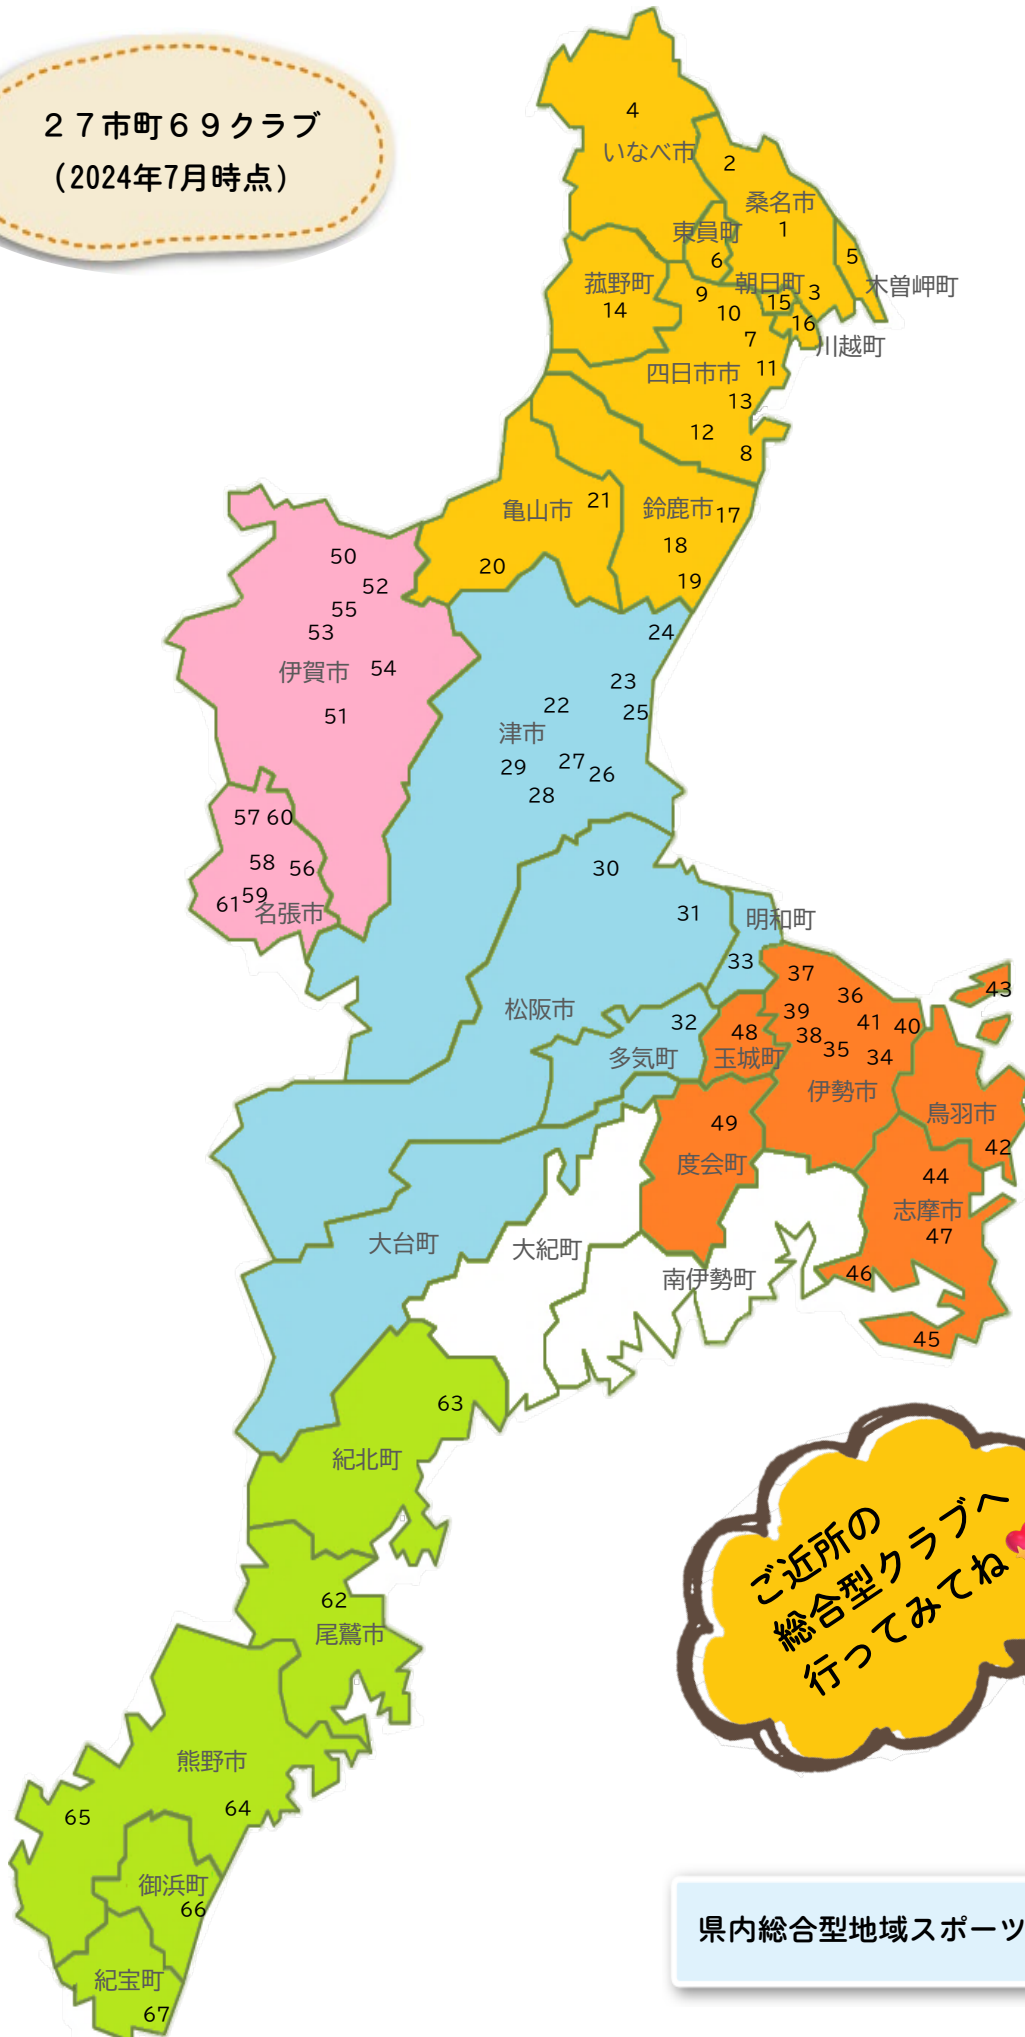 ２７市町６９クラブ
（2024年7月時点）
4
いなべ市
2
桑名市
1
東員町
6
5
木曽岬町
菰野町
14
朝日町
15
3
9
10
16
川越町
7
四日市市
11
13
12
8
亀山市
21
20
鈴鹿市
17
18
19
50
52
55
53
伊賀市
54
51
24
23
22
25
津市
29
27
26
28
57
60
58
56
59
61
名張市
30
31
明和町
33
松阪市
32
多気町
37
36
39
41
40
38
35
34
伊勢市
43
48
玉城町
鳥羽市
42
49
度会町
44
志摩市
47
46
45
大台町
大紀町
南伊勢町
63
紀北町
62
尾鷲市
熊野市
64
65
御浜町
66
紀宝町
67
ご近所の
総合型クラブへ
行ってみてね
県内総合型地域スポーツ